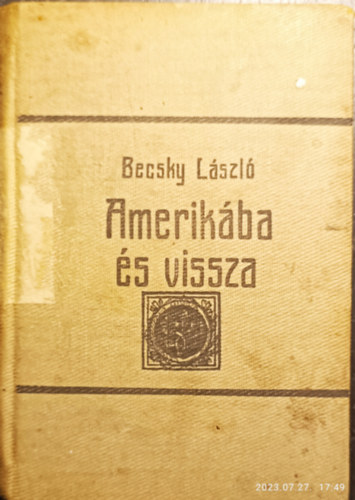 Becsky László
Amerikába
és vissza
2023.07.27. 17:49